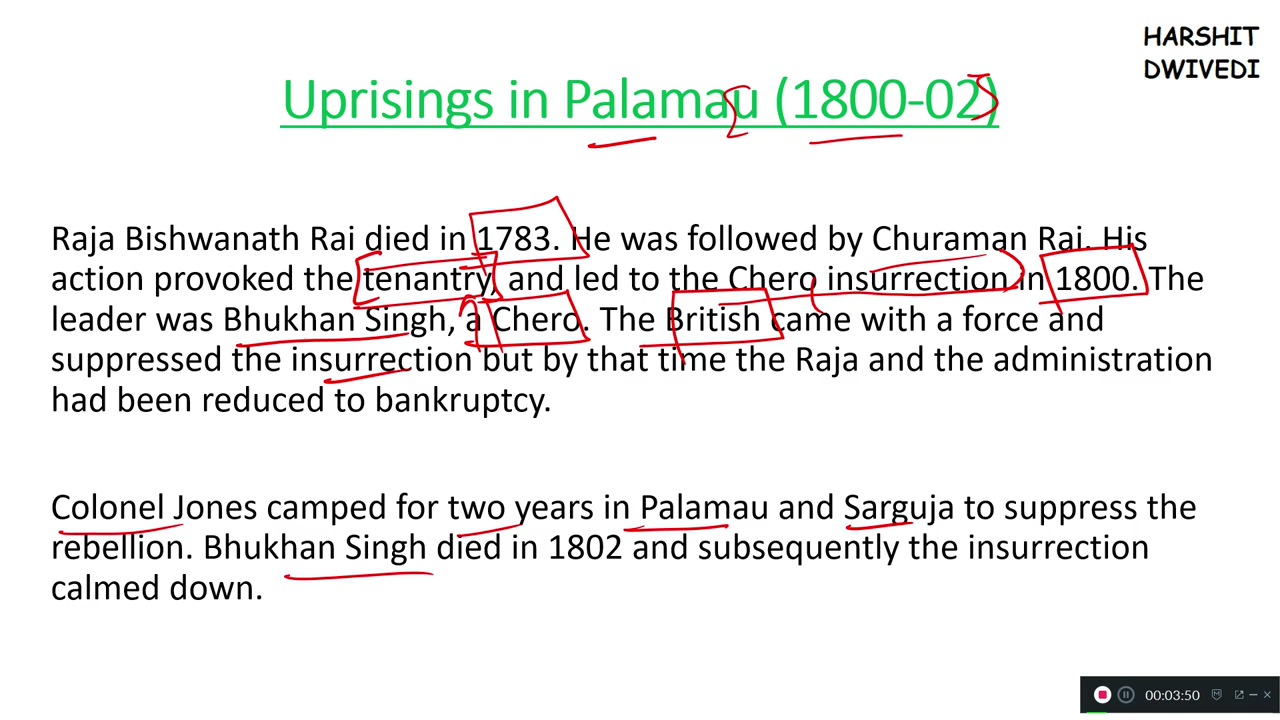 HARSHIT
DWIVEDI
Uprisings in Palamau (1800-02)
Raja Bishwanath Rai died in 1783. He was followed by Churaman Rai. His
action provoked the tenantry, and led to the Chero insurrection in 1800. The
leader was Bhukhan Singh, a Chero. The British came with a force and
suppressed the insurrection but by that time the Raja and the administration
had been reduced to bankruptcy.
Colonel Jones camped for two years in Palamau and Sarguja to suppress the
rebellion. Bhukhan Singh died in 1802 and subsequently the insurrection
calmed down.
00:03:50